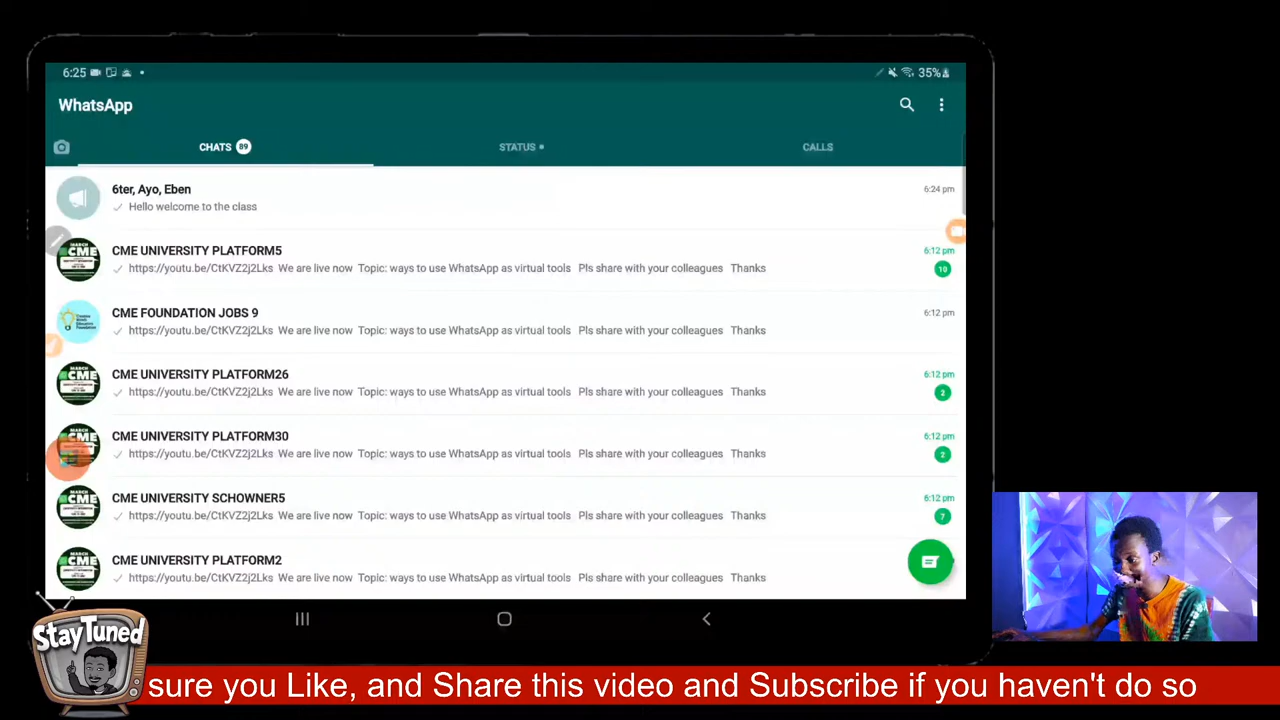 6:25
35%
WhatsApp
CHATS 89
STATUS
CALLS
6ter, Ayo, Eben
6:24 pm
Hello welcome to the class
CME UNIVERSITY PLATFORM5
6:12 pm
https://youtu.be/CtKVZ2j2Lks We are live now Topic: ways to use WhatsApp as virtual tools Pls share with your colleagues Thanks
10
CME FOUNDATION JOBS 9
6:12 pm
https://youtu.be/CtKVZ2j2Lks We are live now Topic: ways to use WhatsApp as virtual tools Pls share with your colleagues Thanks
CME UNIVERSITY PLATFORM26
6:12 pm
https://youtu.be/CtKVZ2j2Lks We are live now Topic: ways to use WhatsApp as virtual tools Pls share with your colleagues Thanks
2
CME UNIVERSITY PLATFORM30
6:12 pm
https://youtu.be/CtKVZ2j2Lks We are live now Topic: ways to use WhatsApp as virtual tools Pls share with your colleagues Thanks
2
CME UNIVERSITY SCHOWNER5
6:12 pm
https://youtu.be/CtKVZ2j2Lks We are live now Topic: ways to use WhatsApp as virtual tools Pls share with your colleagues Thanks
7
CME UNIVERSITY PLATFORM2
https://youtu.be/CtKVZ2j2Lks We are live now Topic: ways to use WhatsApp as virtual tools Pls share with your colleagues Thanks
StayTuned
sure you Like, and Share this video and Subscribe if you haven't do so